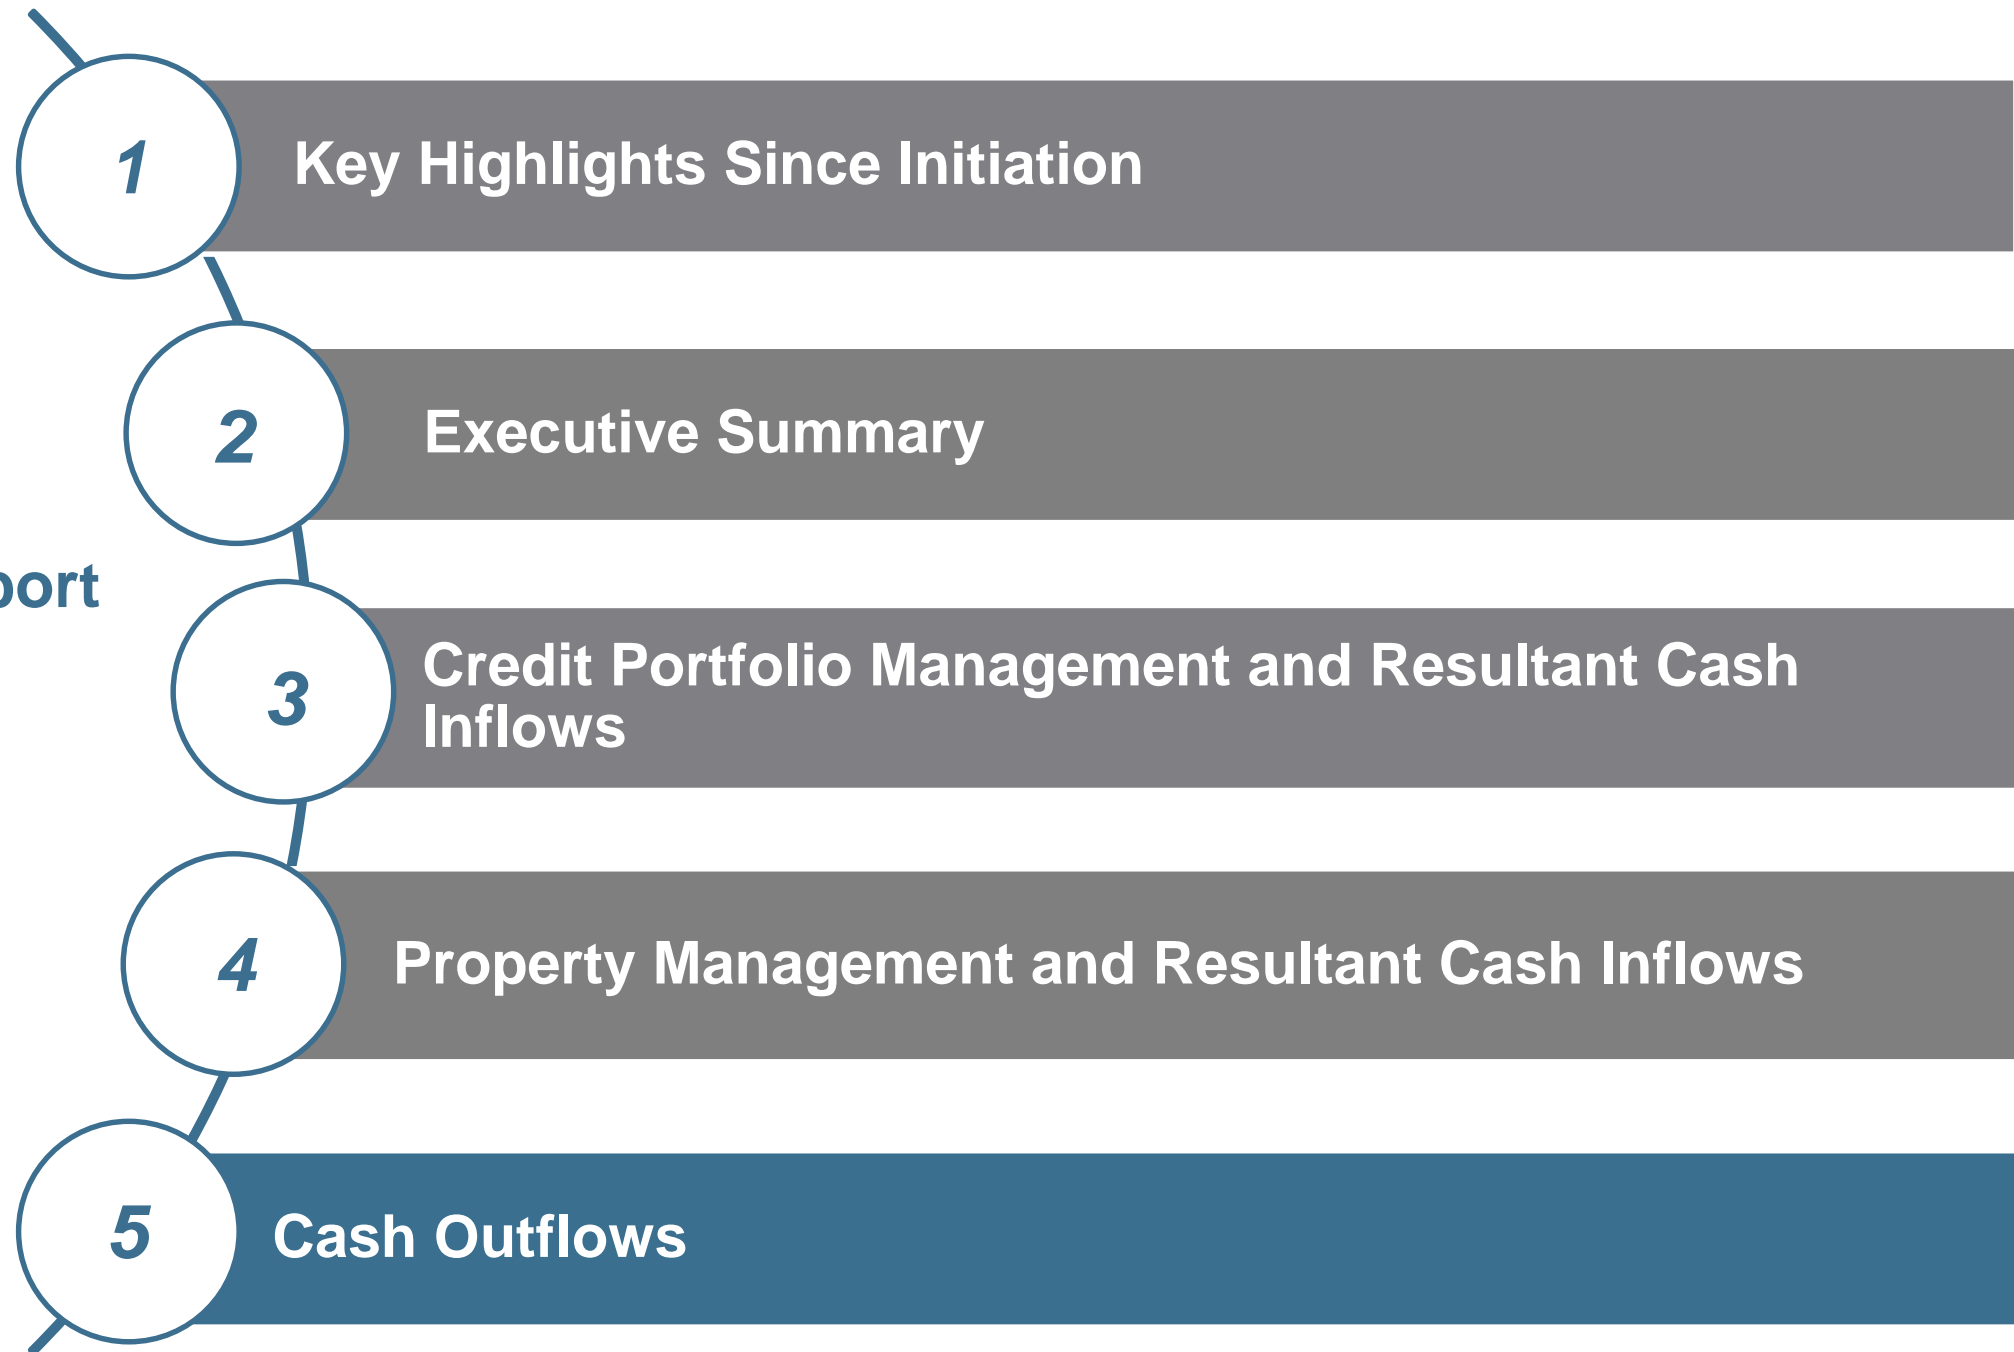 1
Key Highlights Since Initiation
2
Executive Summary
port
3
Credit Portfolio Management and Resultant Cash
Inflows
4
Property Management and Resultant Cash Inflows
5
Cash Outflows